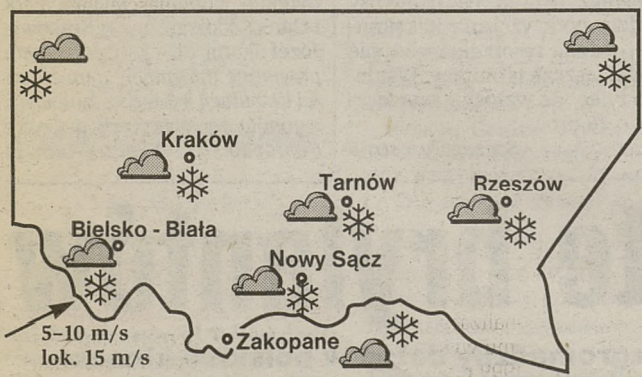 Kraków
Tarnów
Rzeszów
Bielsko - Biała
Nowy Sącz
5-10 m/s
lok. 15 m/s
Zakopane